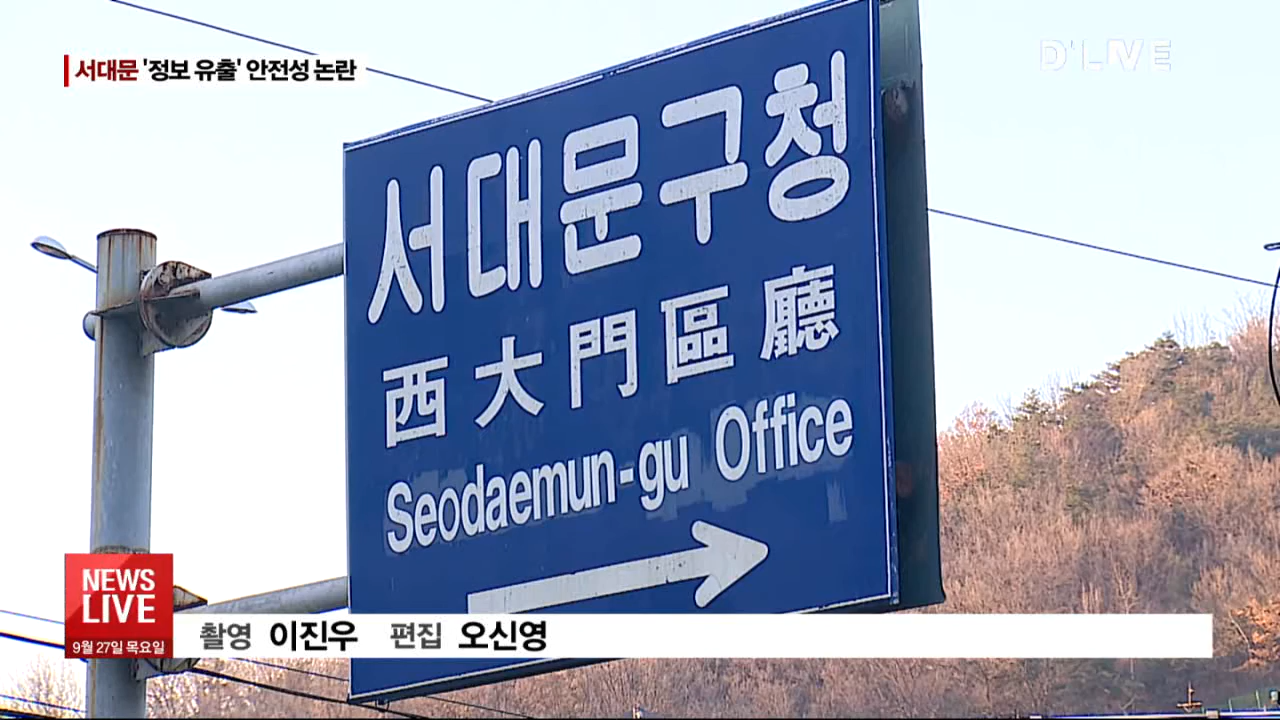 서대문 '정보 유출' 안전성 논란
D'LIVE
서대문구청
西大門區廳
Seodaemun-gu Office
NEWS
LIVE
9월 27일 목요일
촬영 이진우 편집 오신영